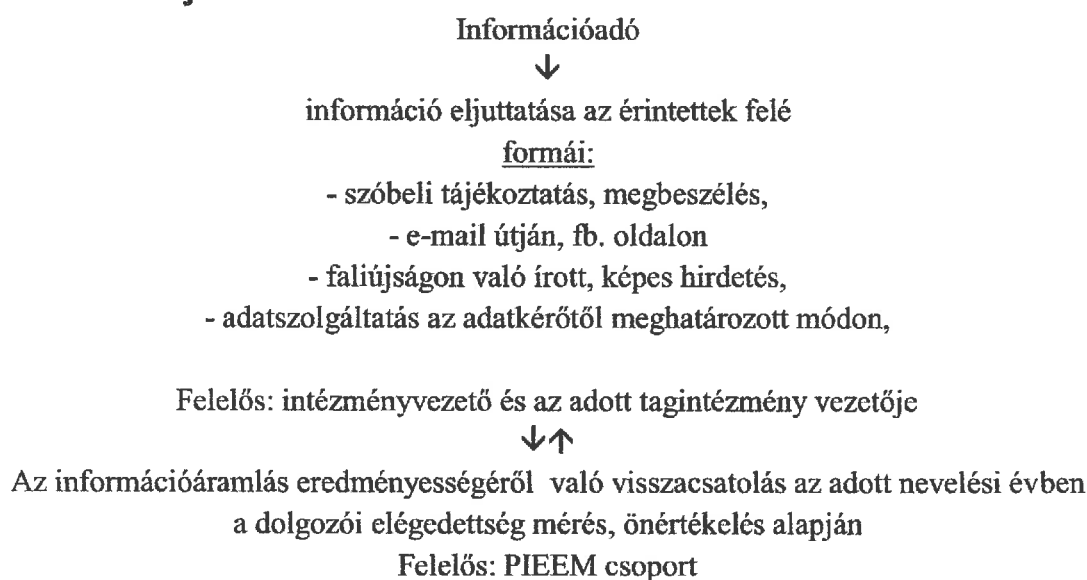 Információadó
↓
információ eljuttatása az érintettek felé
formái:
- szóbeli tájékoztatás, megbeszélés,
- e-mail útján, fb. oldalon
- faliújságon való írott, képes hirdetés,
- adatszolgáltatás az adatkérőtől meghatározott módon,
Felelős: intézményvezető és az adott tagintézmény vezetője
↓↑
Az információáramlás eredményességéről való visszacsatolás az adott nevelési évben
a dolgozói elégedettség mérés, önértékelés alapján
Felelős: PIEEM csoport